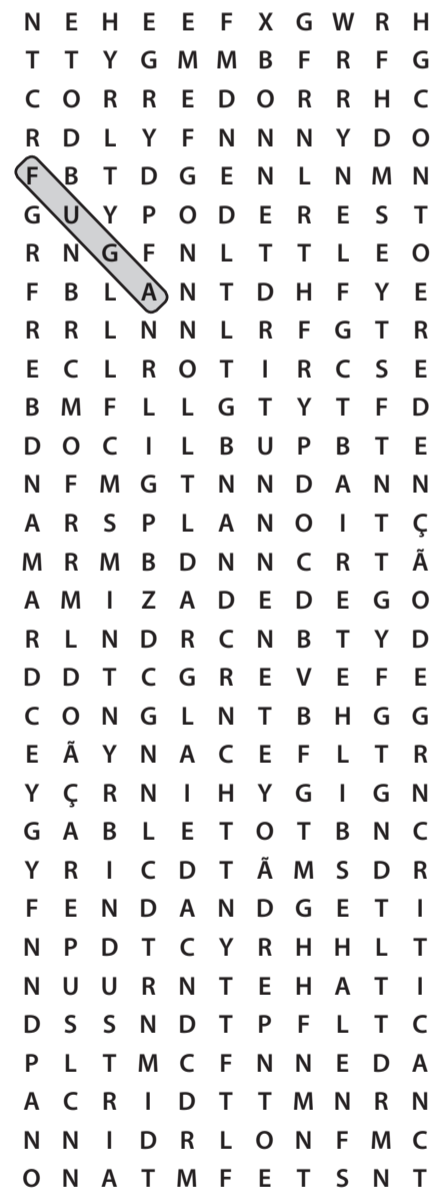 N E H E E F X G W R H
T T Y G M M B F R F G
C O R R E D O R R H C
R D L Y F N N N Y D O
F B T D G E N L N M N
G U Y P O D E R E S T
R N G F N L T T L E O
F B L A N T D H F Y E
R R L N N L R F G T R
E C L R O T I R C S E
B M F L L G T Y T F D
D O C I L B U P B T E
N F M G T N N D A N N
A R S P L A N O I T Ç
M R M B D N N C R T Ã
A M I Z A D E D E G O
R L N D R C N B T Y D
D D T C G R E V E F E
C O N G L N T B H G G
E Ã Y N A C E F L T R
Y Ç R N I H Y G I G N
G A B L E T O T B N C
Y R I C D T Ã M S D R
F E N D A N D G E T I
N P D T C Y R H H L T
N U U R N T E H A T I
D S S N D T P F L T C
P L T M C F N N E D A
A C R I D T T M N R N
N N I D R L O N F M C
O N A T M F E T S N T